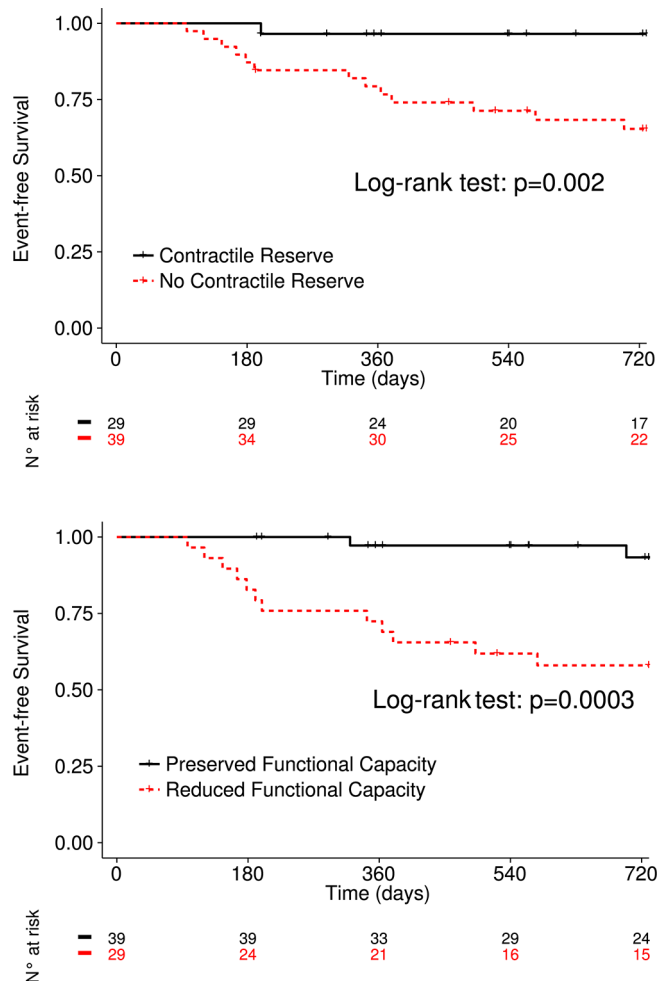 1.00
0.75
0.50
0.25
0.00
Event-free Survival
Log-rank test: p=0.002
Contractile Reserve
No Contractile Reserve
0 180 360 540 720
Time (days)
N° at risk
29 29 24 20 17
39 34 30 25 22
1.00
0.75
0.50
0.25
0.00
Event-free Survival
Log-rank test: p=0.0003
Preserved Functional Capacity
Reduced Functional Capacity
0 180 360 540 720
Time (days)
N° at risk
39 39 33 29 24
29 24 21 16 15